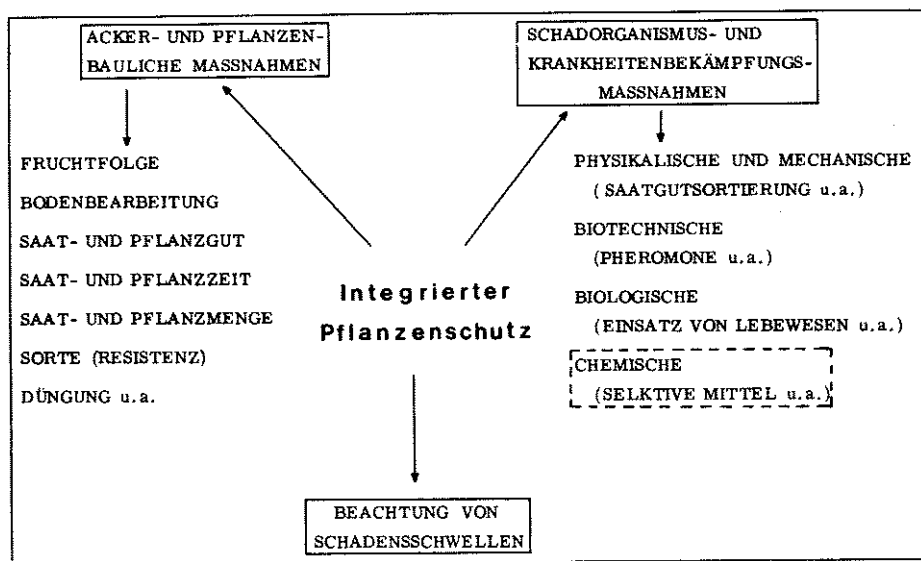 ACKER- UND PFLANZEN-
BAULICHE MASSNAHMEN
FRUCHTFOLGE
BODENBEARBEITUNG
SAAT- UND PFLANZGUT
SAAT- UND PFLANZZEIT
SAAT- UND PFLANZMENGE
SORTE (RESISTENZ)
DÜNGUNG u.a.
SCHADORGANISMUS- UND
KRANKHEITENBEKÄMPFUNGS-
MASSNAHMEN
PHYSIKALISCHE UND MECHANISCHE
(SAATGUTSORTIERUNG u.a.)
BIOTECHNISCHE
(PHEROMONE u.a.)
BIOLOGISCHE
(EINSATZ VON LEBEWESEN u.a.)
CHEMISCHE
(SELKTIVE MITTEL u.a.)
Integrierter
Pflanzenschutz
BEACHTUNG VON
SCHADENSSCHWELLEN